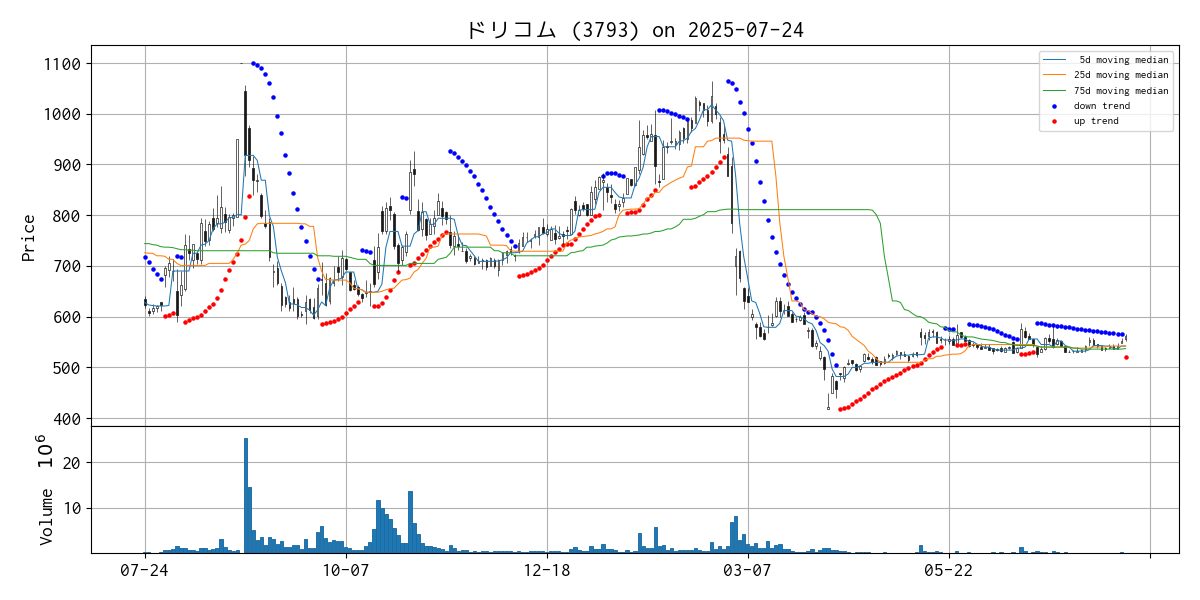 ドリコム (3793) on 2025-07-24
5d moving median
25d moving median
75d moving median
down trend
up trend
Price
1100
1000
900
800
700
600
500
400
Volume 10^6
20
10
07-24
10-07
12-18
03-07
05-22